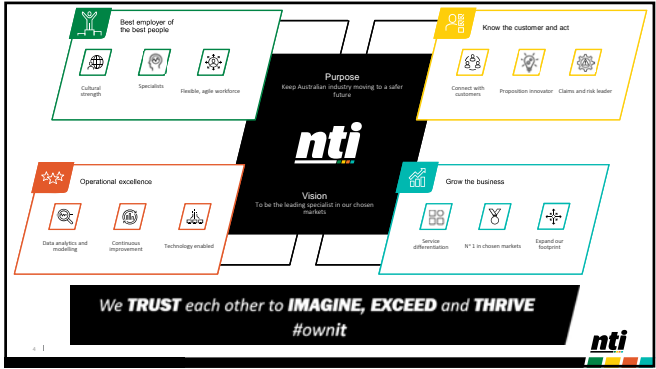 Best employer of
the best people
Cultural
strength
Specialists
Flexible, agile workforce
Know the customer and act
Connect with
customers
Proposition innovator
Claims and risk leader
Purpose
Keep Australian industry moving to a safer
future
nti
Vision
To be the leading specialist in our chosen
markets
Operational excellence
Data analytics and
modelling
Continuous
improvement
Technology enabled
Grow the business
Service
differentiation
N° 1 in chosen markets
Expand our
footprint
We TRUST each other to IMAGINE, EXCEED and THRIVE
#ownit
4 |
nti